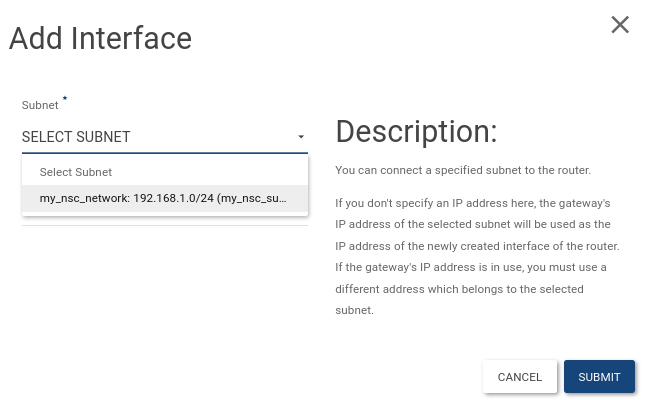 Add Interface
Subnet *
SELECT SUBNET
Select Subnet
my_nsc_network: 192.168.1.0/24 (my_nsc_su...
Description:
You can connect a specified subnet to the router.
If you don't specify an IP address here, the gateway's
IP address of the selected subnet will be used as the
IP address of the newly created interface of the router.
If the gateway's IP address is in use, you must use a
different address which belongs to the selected
subnet.
CANCEL
SUBMIT